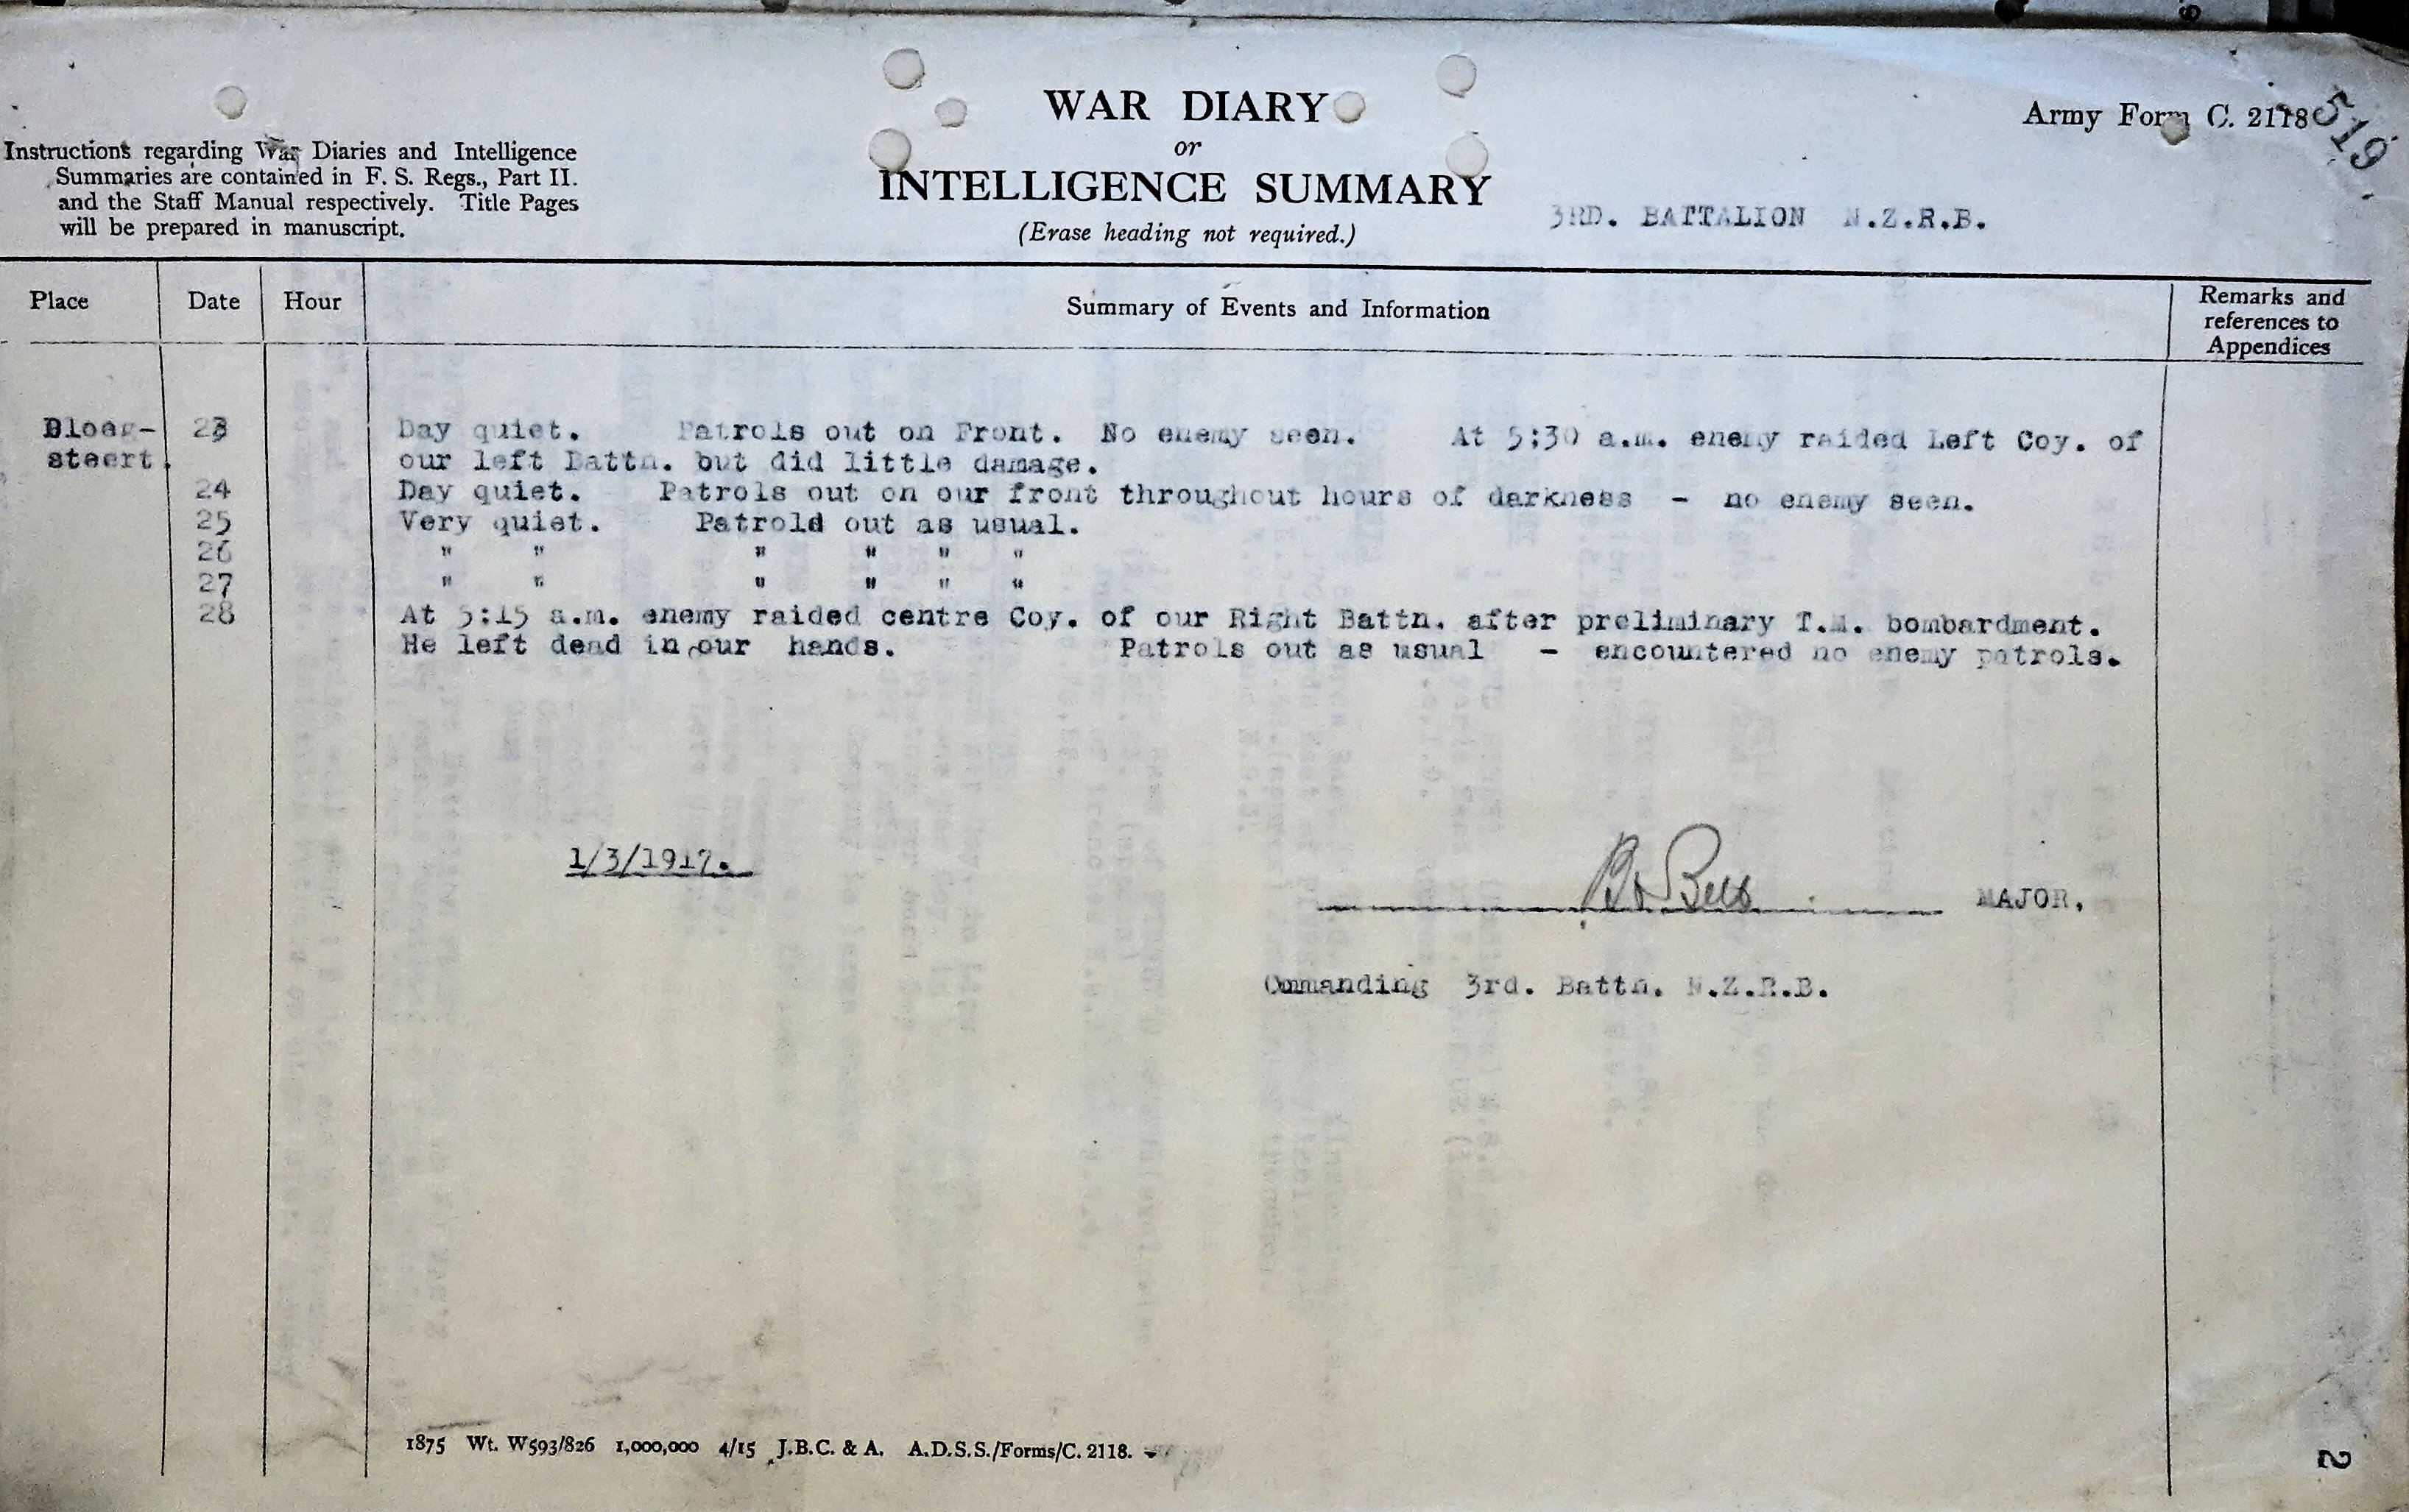 WAR DIARY
or
INTELLIGENCE SUMMARY
(Erase heading not required.)
Instructions regarding War Diaries and Intelligence
Summaries are contained in F. S. Regs., Part II.
and the Staff Manual respectively. Title Pages
will be prepared in manuscript.
Army Form C. 2118
519
3RD. BATTALION N.Z.R.B.
Place Date Hour Summary of Events and Information Remarks and
references to
Appendices
Ploeg- 23 Day quiet. Patrols out on Front. No enemy seen. At 5:30 a.m. enemy raided Left Coy. of
steert. our left Battn. but did little damage.
24 Day quiet. Patrols out on our front throughout hours of darkness - no enemy seen.
25 Very quiet. Patrold out as usual.
26 " " " " " "
27 " " " " " "
28 At 5:15 a.m. enemy raided centre Coy. of our Right Battn. after preliminary T.M. bombardment.
He left dead in our hands. Patrols out as usual - encountered no enemy patrols.
1/3/1917.
MAJOR.
Commanding 3rd. Battn. N.Z.R.B.
1875 Wt. W593/826 1,000,000 4/15 J.B.C. & A. A.D.S.S./Forms/C. 2118.
2